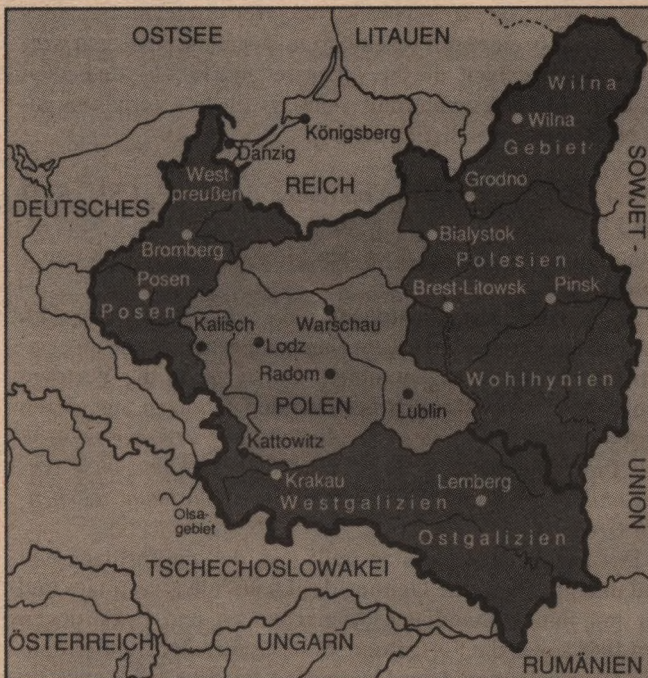 OSTSEE
LITAUEN
Wilna
Wilna
Gebiet
Königsberg
Danzig
West-
preußen
REICH
Grodno
SOWJET-
DEUTSCHES
Bromberg
Bialystok
Polesien
Posen
Posen
Brest-Litowsk
Pinsk
Kalisch
Warschau
Lodz
Radom
Wohlhynien
POLEN
Lublin
Kattowitz
Krakau
Lemberg
UNION
Westgalizien
Olsa-
gebiet
Ostgalizien
TSCHECHOSLOWAKEI
ÖSTERREICH
UNGARN
RUMÄNIEN